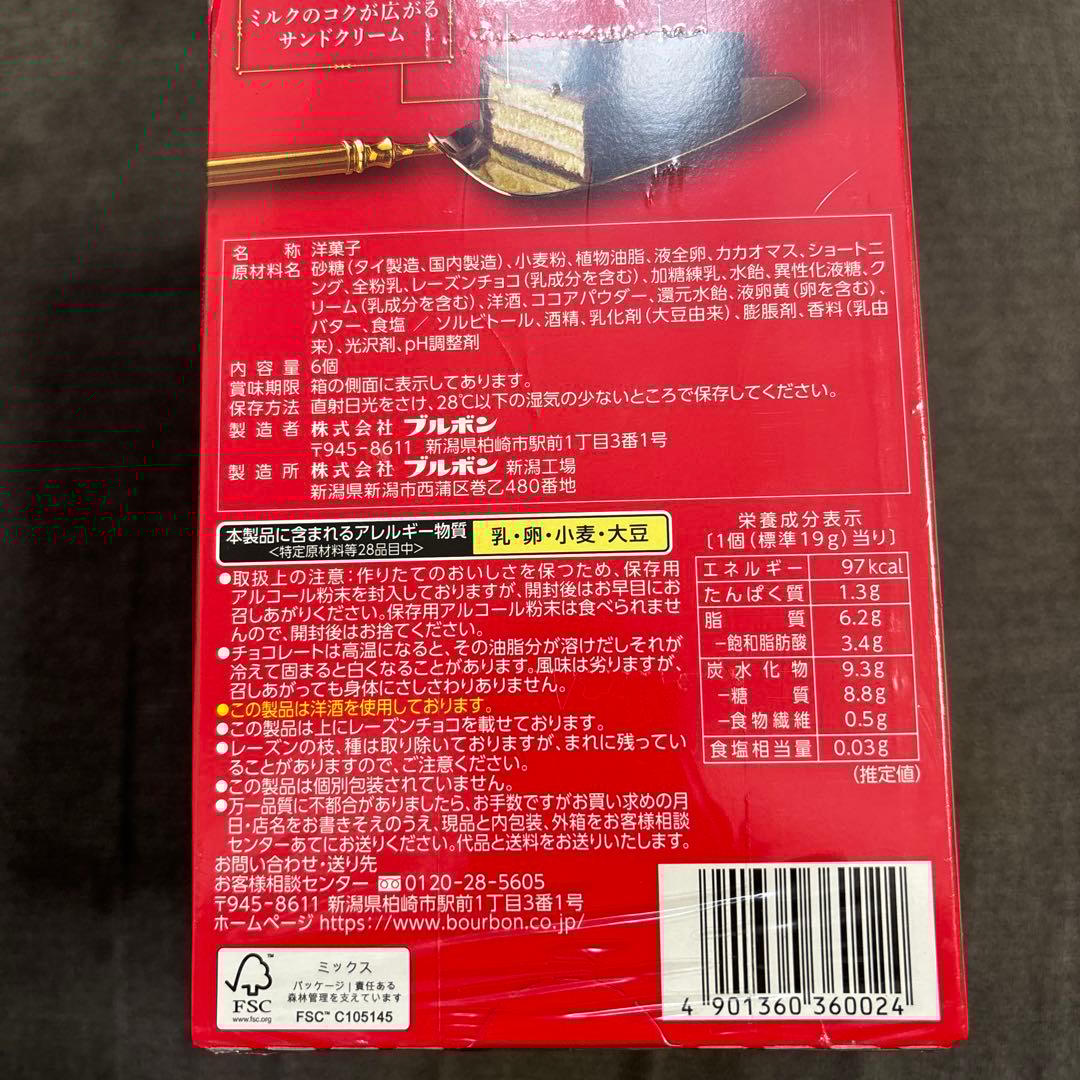 ミルクのコクが広がる
サンドクリーム
名称 洋菓子
原材料名 砂糖(タイ製造、国内製造)、小麦粉、植物油脂、液全卵、カカオマス、ショートニ
ング、全粉乳、レーズンチョコ(乳成分を含む)、加糖練乳、水飴、異性化液糖、ク
リーム(乳成分を含む)、洋酒、ココアパウダー、還元水飴、液卵黄(卵を含む)、
バター、食塩 / ソルビトール、酒精、乳化剤(大豆由来)、膨脹剤、香料(乳由
来)、光沢剤、pH調整剤
内容量 6個
賞味期限 箱の側面に表示してあります。
保存方法 直射日光をさけ、28℃以下の湿気の少ないところで保存してください。
製造者 株式会社 ブルボン
〒945-8611 新潟県柏崎市駅前1丁目3番1号
製造所 株式会社 ブルボン 新潟工場
新潟県新潟市西蒲区巻乙480番地
本製品に含まれるアレルギー物質
<特定原材料等28品目中>
乳・卵・小麦・大豆
●取扱上の注意:作りたてのおいしさを保つため、保存用
アルコール粉末を封入しておりますが、開封後はお早目にお
召しあがりください。保存用アルコール粉末は食べられませ
んので、開封後はお捨てください。
●チョコレートは高温になると、その油脂分が溶けだしそれが
冷えて固まると白くなることがあります。風味は劣りますが、
召しあがっても身体にさしさわりありません。
●この製品は洋酒を使用しております。
●この製品は上にレーズンチョコを載せております。
●レーズンの枝、種は取り除いておりますが、まれに残ってい
ることがありますので、ご注意ください。
●この製品は個別包装されていません。
●万一品質に不都合がありましたら、お手数ですがお買い求めの月
日・店名をお書きそえのうえ、現品と内包装、外箱をお客様相談
センターあてにお送りください。代品と送料をお送りいたします。
お問い合わせ・送り先
お客様相談センター 0120-28-5605
〒945-8611 新潟県柏崎市駅前1丁目3番1号
ホームページ https://www.bourbon.co.jp/
栄養成分表示
〔1個(標準19g)当り〕
エネルギー 97kcal
たんぱく質 1.3g
脂質 6.2g
−飽和脂肪酸 3.4g
炭水化物 9.3g
−糖質 8.8g
−食物繊維 0.5g
食塩相当量 0.03g
(推定値)
FSC™
www.fsc.org
ミックス
パッケージ|責任ある
森林管理を支えています
FSC™ C105145
4 901360 360024